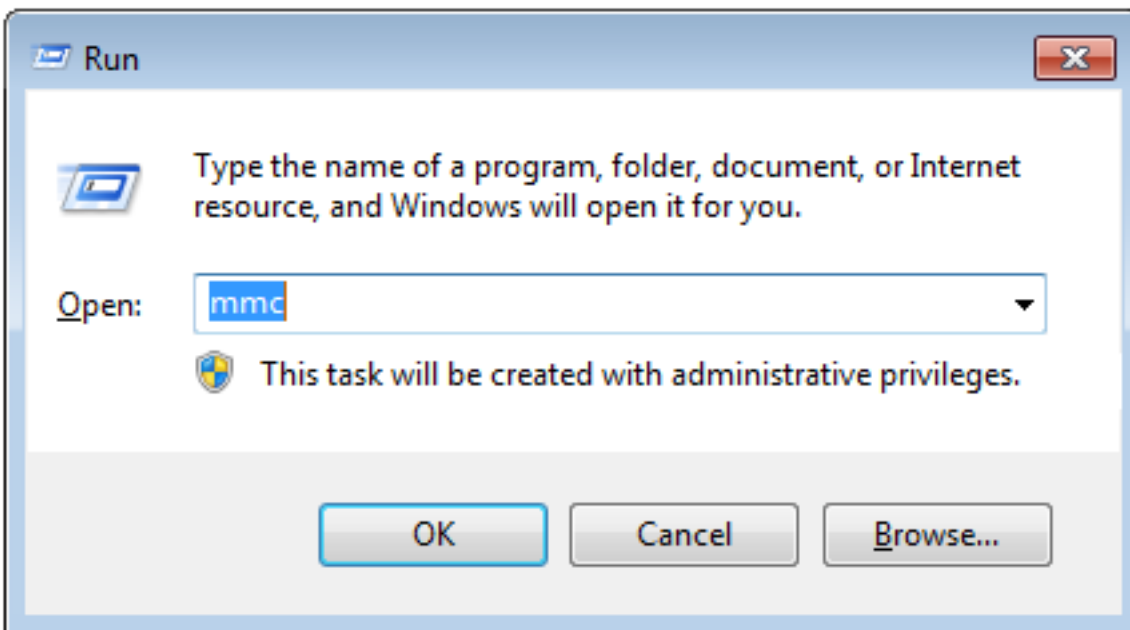 Run
Type the name of a program, folder, document, or Internet
resource, and Windows will open it for you.
Open: mmc
This task will be created with administrative privileges.
OK Cancel Browse...